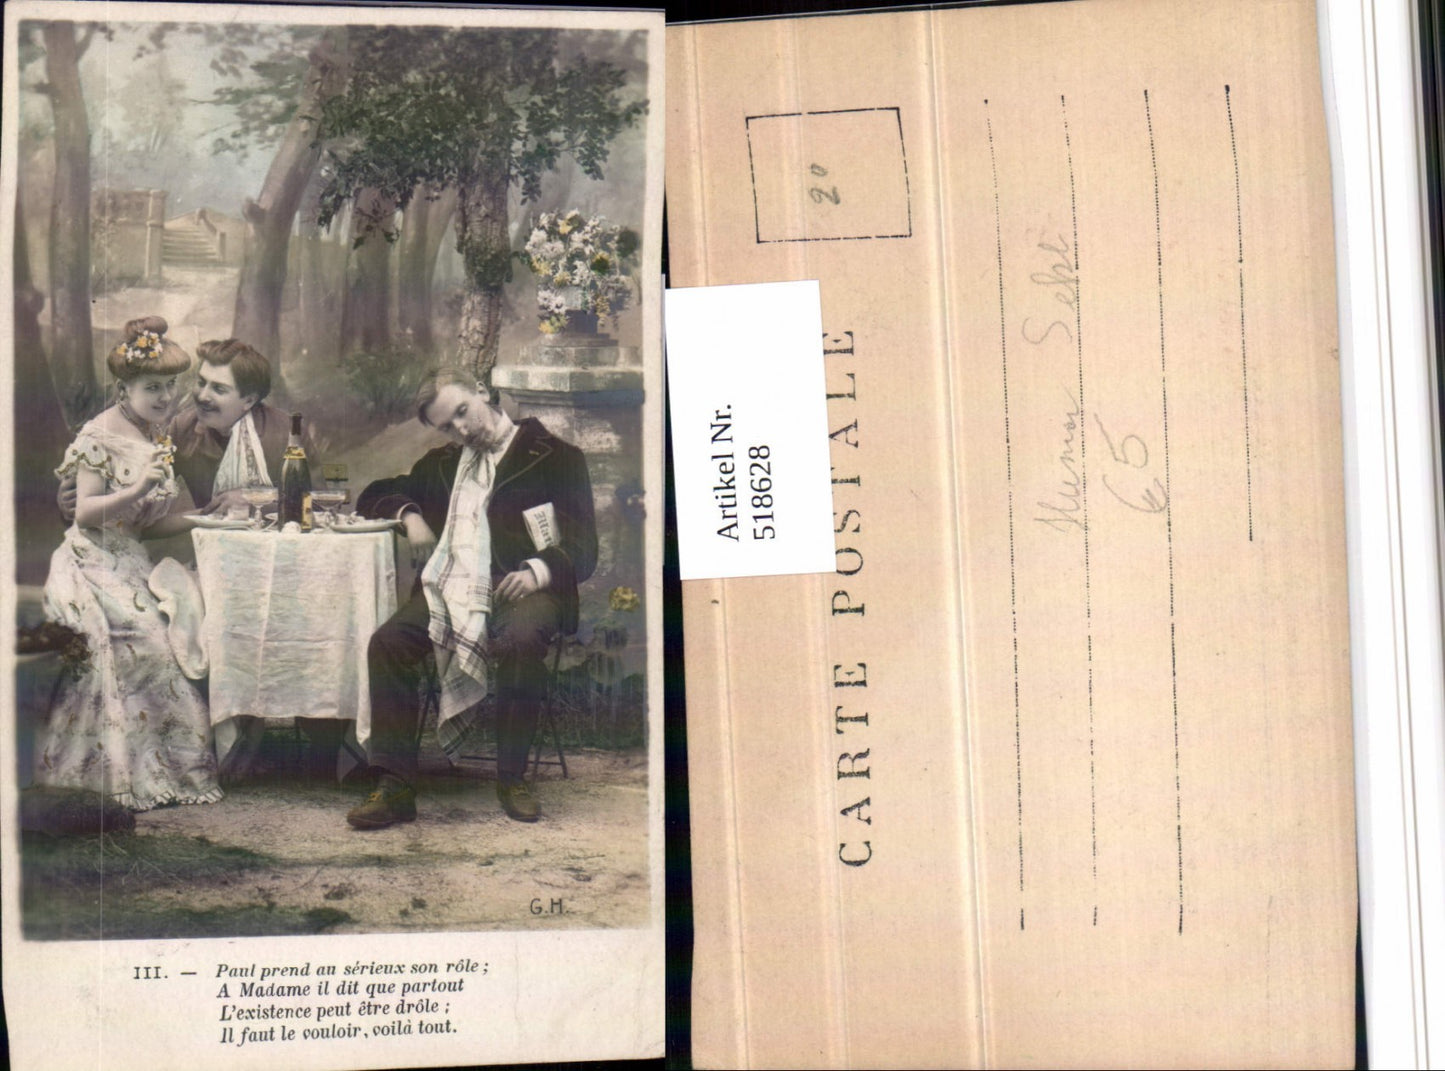 G.H.
III. — Paul prend au sérieux son rôle ;
A Madame il dit que partout
L'existence peut être drôle ;
Il faut le vouloir, voilà tout.
Artikel Nr.
518628
CARTE POSTALE
Humor Sekt
65